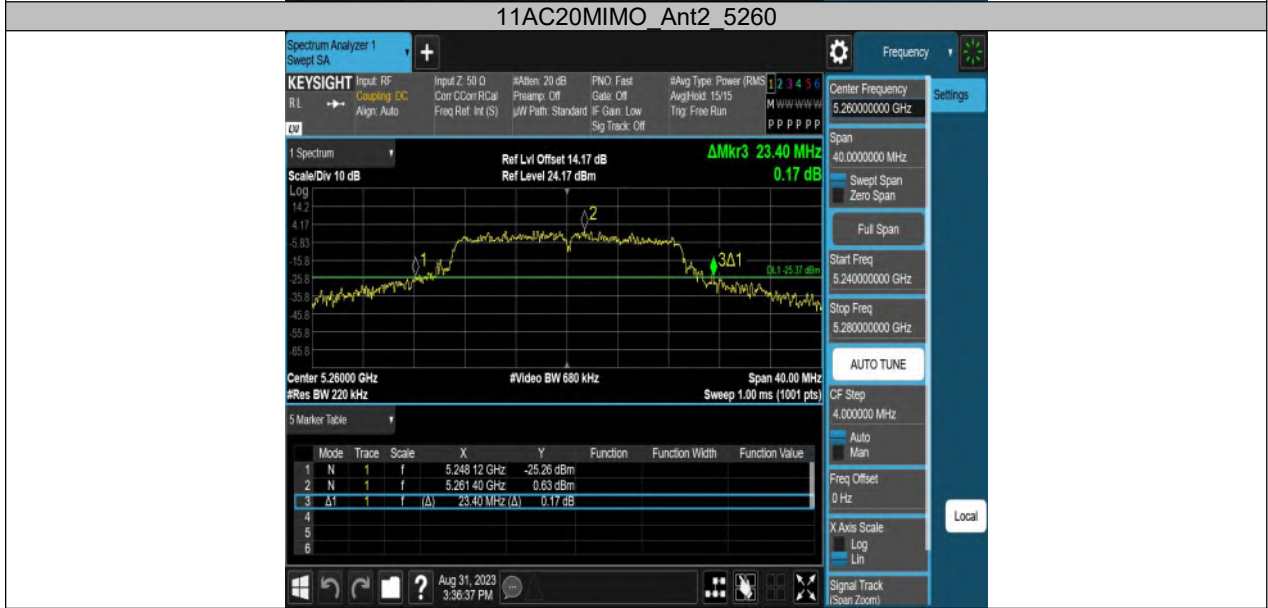 11AC20MIMO_Ant2_5260
Spectrum Analyzer 1
Swept SA
+
Frequency
KEYSIGHT
RL
LXI
Input: RF
Coupling: DC
Align: Auto
Input Z: 50 Ω
Corr CCorr RCal
Freq Ref: Int (S)
#Atten: 20 dB
Preamp: Off
µW Path: Standard
PNO: Fast
Gate: Off
IF Gain: Low
Sig Track: Off
#Avg Type: Power (RMS
Avg|Hold: 15/15
Trig: Free Run
1 2 3 4 5 6
M W W W W W
P P P P P P
Center Frequency
5.260000000 GHz
Settings
1 Spectrum
Scale/Div 10 dB
Ref Lvl Offset 14.17 dB
Ref Level 24.17 dBm
ΔMkr3 23.40 MHz
0.17 dB
Log
14.2
4.17
-5.83
-15.8
-25.8
-35.8
-45.8
-55.8
-65.8
1
2
3Δ1
DL1 -25.37 dBm
Center 5.26000 GHz
#Res BW 220 kHz
#Video BW 680 kHz
Span 40.00 MHz
Sweep 1.00 ms (1001 pts)
Span
40.0000000 MHz
Swept Span
Zero Span
Full Span
Start Freq
5.240000000 GHz
Stop Freq
5.280000000 GHz
AUTO TUNE
CF Step
4.000000 MHz
Auto
Man
Freq Offset
0 Hz
X Axis Scale
Log
Lin
Signal Track
(Span Zoom)
Local
5 Marker Table
Mode Trace Scale X Y Function Function Width Function Value
1 N 1 f 5.248 12 GHz -25.26 dBm
2 N 1 f 5.261 40 GHz 0.63 dBm
3 Δ1 1 f (Δ) 23.40 MHz (Δ) 0.17 dB
4
5
6
?
Aug 31, 2023
3:36:37 PM